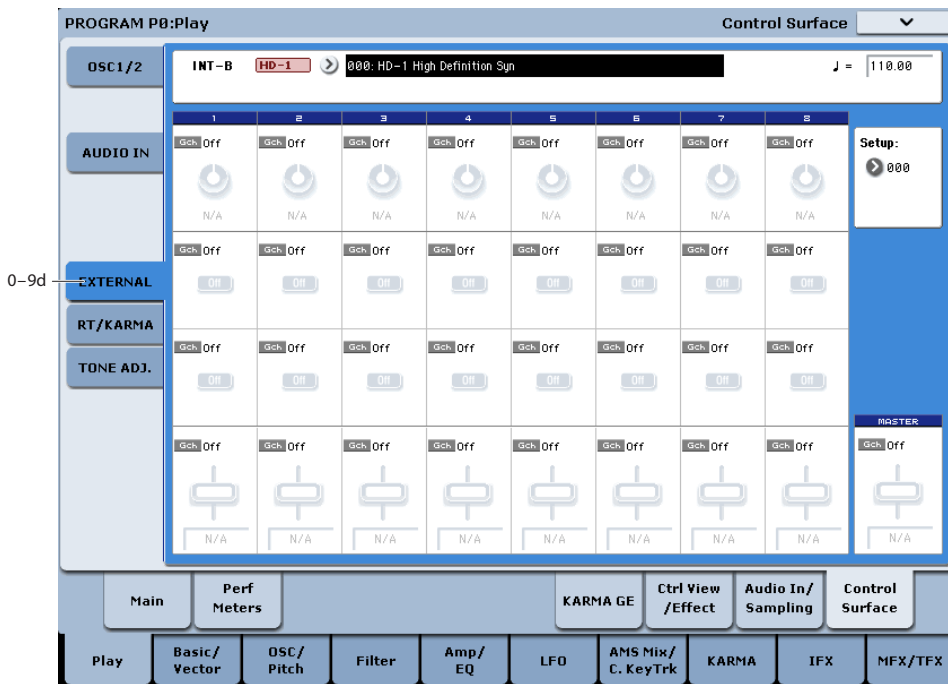 PROGRAM P0:Play Control Surface
OSC1/2
INT-B HD-1 000: HD-1 High Definition Syn ♩ = 110.00
1 2 3 4 5 6 7 8
AUDIO IN
Gch Off Gch Off Gch Off Gch Off Gch Off Gch Off Gch Off Gch Off
Setup:
000
N/A N/A N/A N/A N/A N/A N/A N/A
Gch Off Gch Off Gch Off Gch Off Gch Off Gch Off Gch Off Gch Off
0–9d
EXTERNAL
Off Off Off Off Off Off Off Off
RT/KARMA
Gch Off Gch Off Gch Off Gch Off Gch Off Gch Off Gch Off Gch Off
TONE ADJ.
Off Off Off Off Off Off Off Off
MASTER
Gch Off Gch Off Gch Off Gch Off Gch Off Gch Off Gch Off Gch Off Gch Off
N/A N/A N/A N/A N/A N/A N/A N/A N/A
Main
Perf
Meters
KARMA GE
Ctrl View
/Effect
Audio In/
Sampling
Control
Surface
Play
Basic/
Vector
OSC/
Pitch
Filter
Amp/
EQ
LFO
AMS Mix/
C. KeyTrk
KARMA
IFX
MFX/TFX